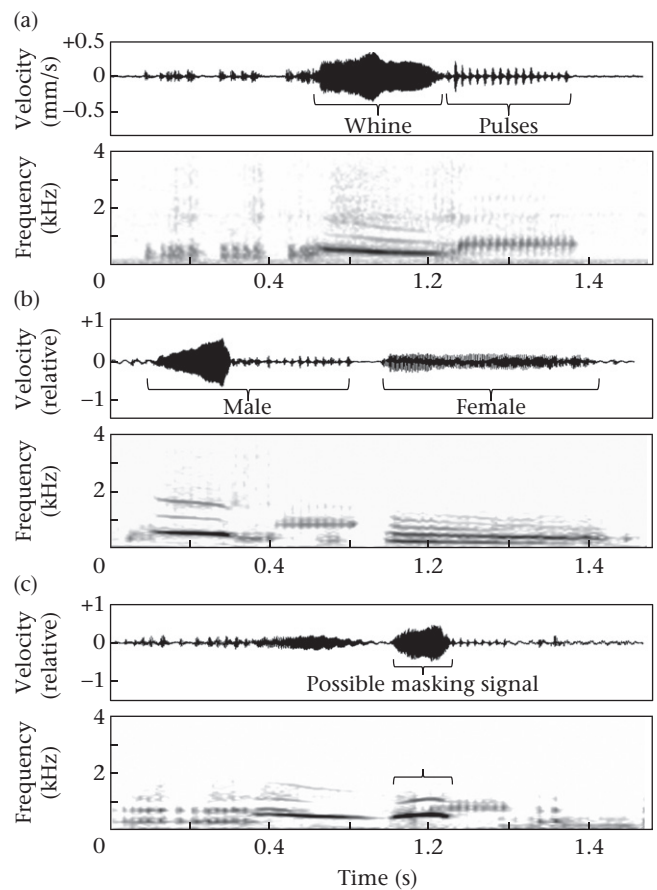 (a)
+0.5
0
−0.5
Velocity
(mm/s)
Whine
Pulses
4
2
Frequency
(kHz)
0
0.4
1.2
1.4
(b)
+1
0
−1
Velocity
(relative)
Male
Female
4
2
Frequency
(kHz)
0
0
0.4
1.2
1.4
(c)
+1
0
−1
Velocity
(relative)
Possible masking signal
4
2
Frequency
(kHz)
0
0
0.4
1.2
1.4
Time (s)